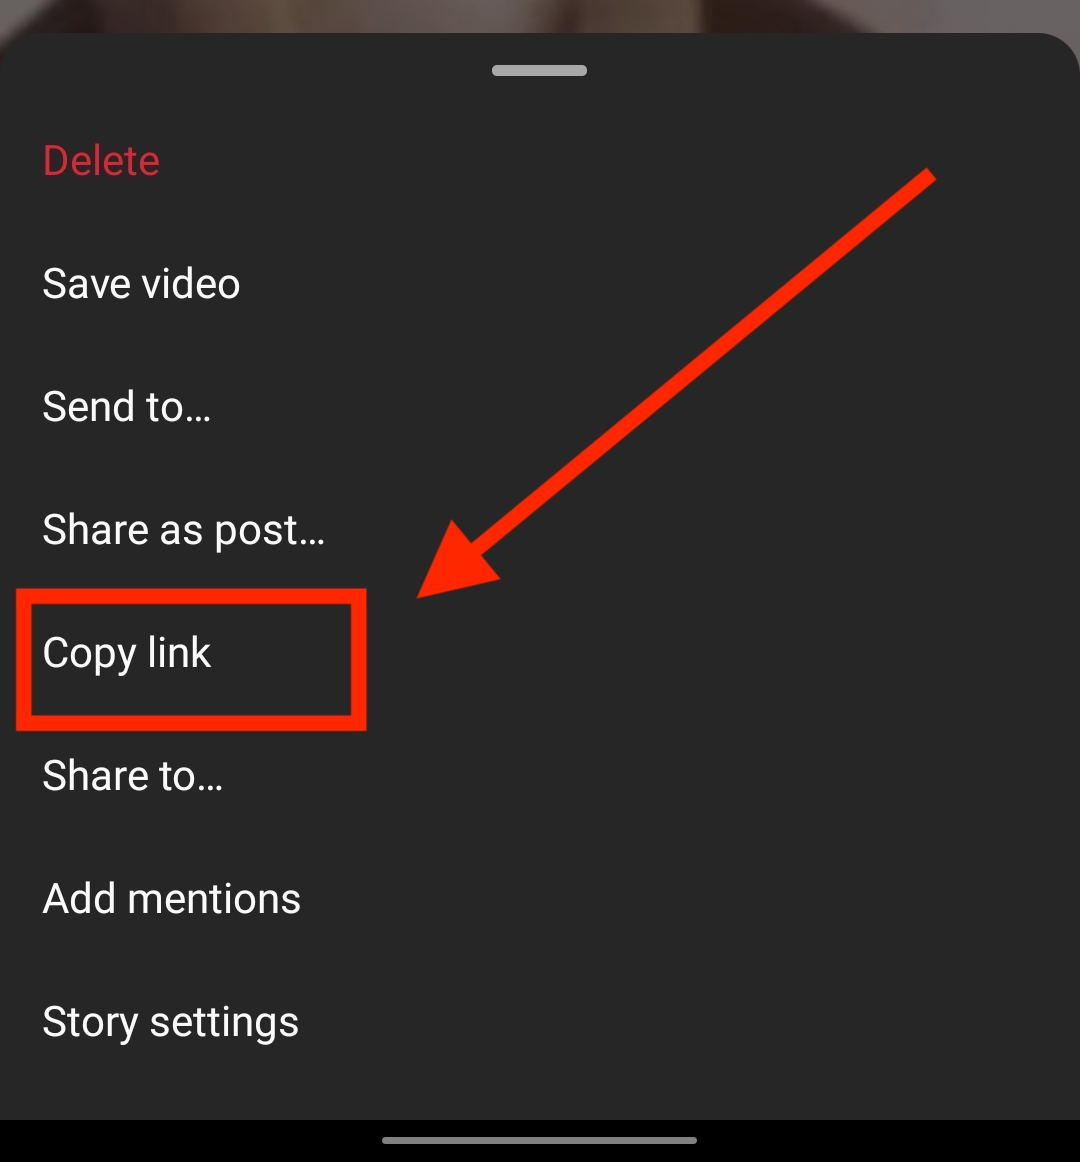 Delete
Save video
Send to…
Share as post…
Copy link
Share to…
Add mentions
Story settings